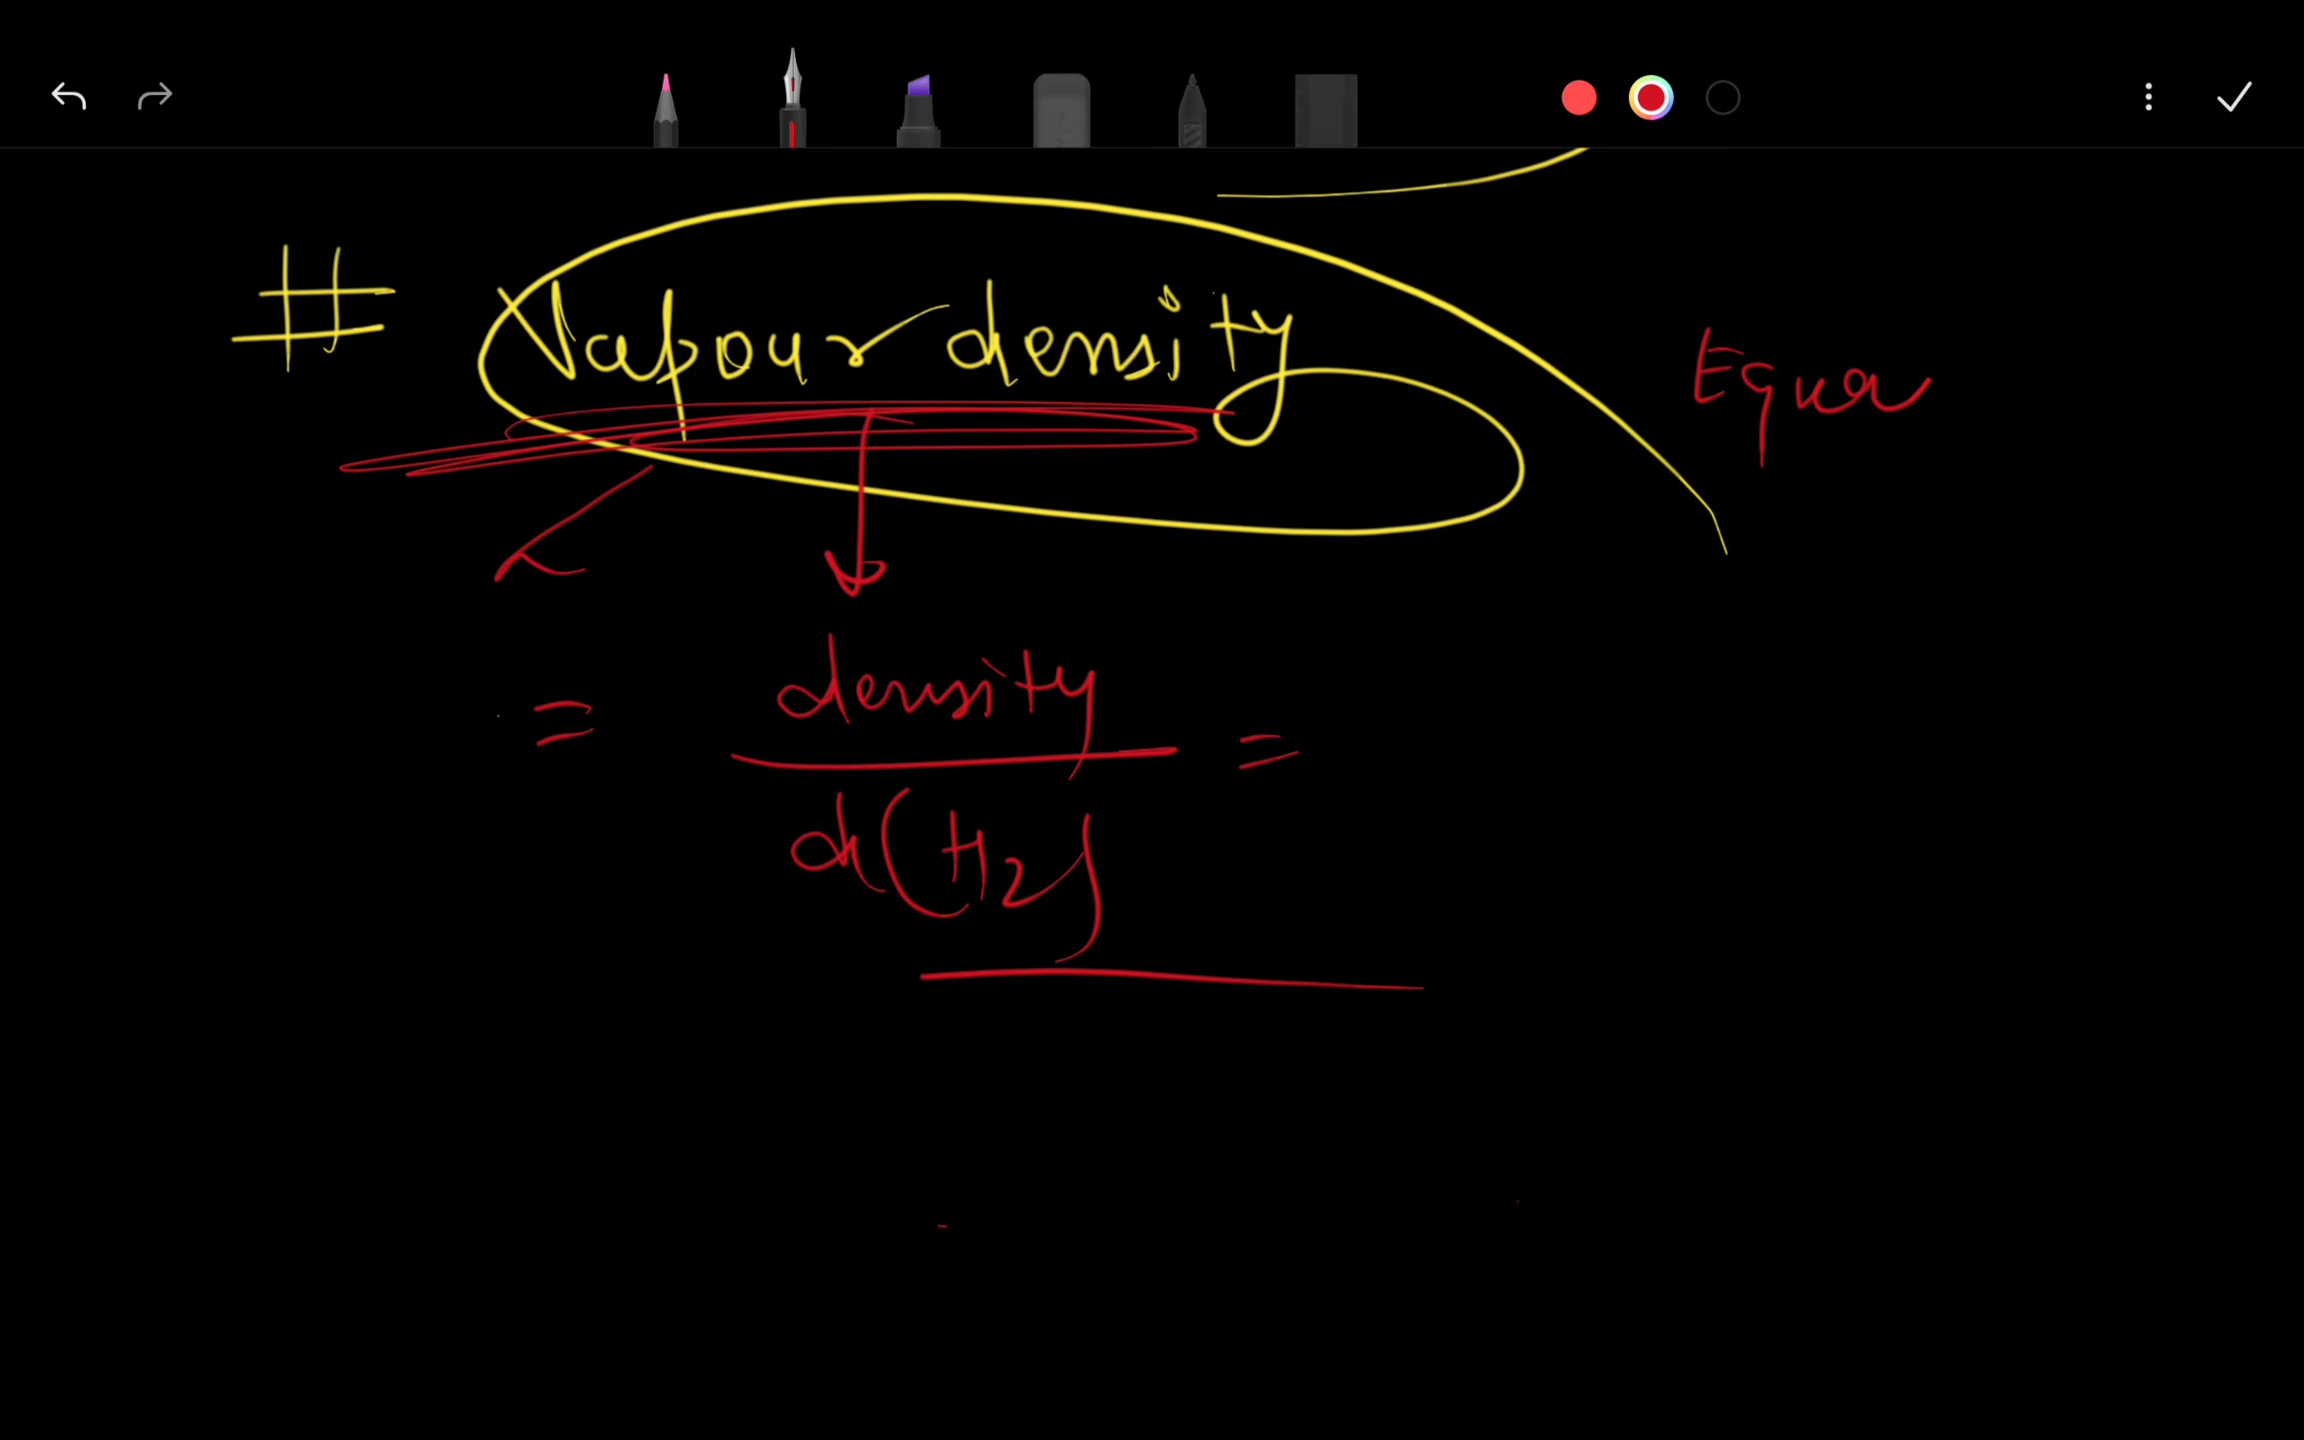 # Vapour density
Equa
= density =
d(H2)